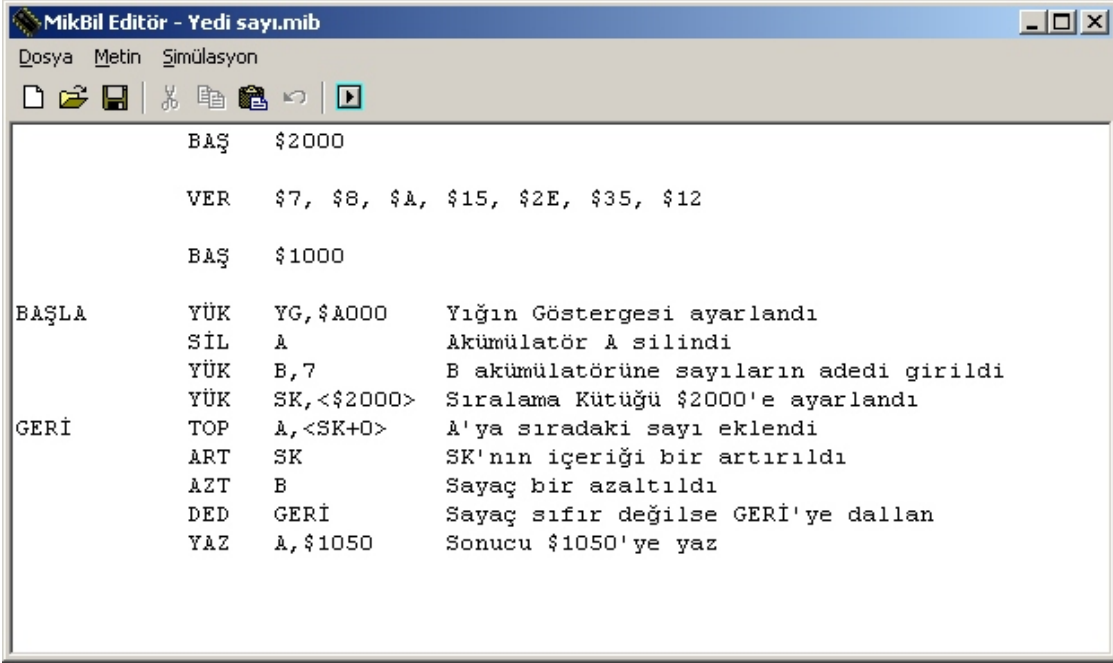 MikBil Editör - Yedi sayı.mib
Dosya Metin Simülasyon
BAŞ $2000
VER $7, $8, $A, $15, $2E, $35, $12
BAŞ $1000
BAŞLA YÜK YG,$A000 Yığın Göstergesi ayarlandı
SİL A Akümülatör A silindi
YÜK B,7 B akümülatörüne sayıların adedi girildi
YÜK SK,<$2000> Sıralama Kütüğü $2000'e ayarlandı
GERİ TOP A,<SK+0> A'ya sıradaki sayı eklendi
ART SK SK'nın içeriği bir artırıldı
AZT B Sayaç bir azaltıldı
DED GERİ Sayaç sıfır değilse GERİ'ye dallan
YAZ A,$1050 Sonucu $1050'ye yaz